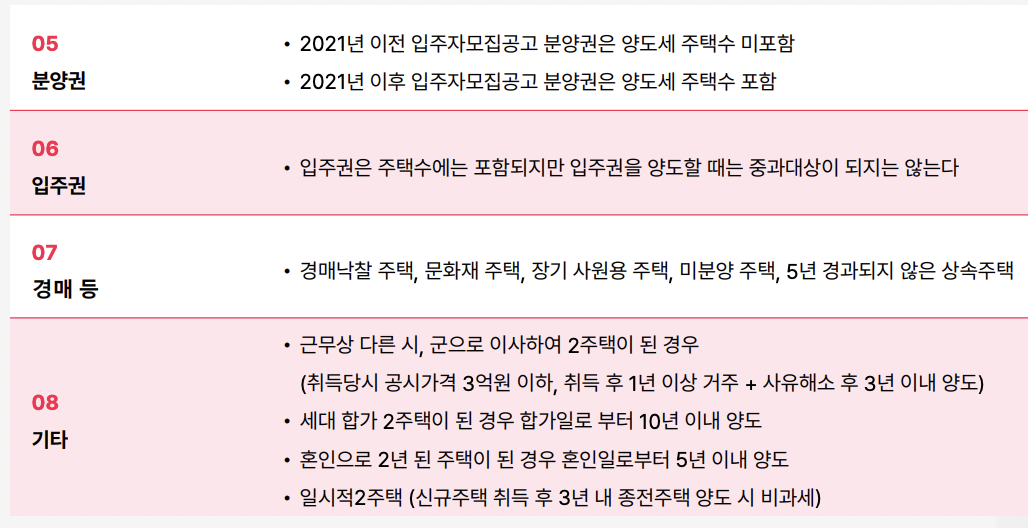 05
분양권
• 2021년 이전 입주자모집공고 분양권은 양도세 주택수 미포함
• 2021년 이후 입주자모집공고 분양권은 양도세 주택수 포함
06
입주권
• 입주권은 주택수에는 포함되지만 입주권을 양도할 때는 중과대상이 되지는 않는다
07
경매 등
• 경매낙찰 주택, 문화재 주택, 장기 사원용 주택, 미분양 주택, 5년 경과되지 않은 상속주택
08
기타
• 근무상 다른 시, 군으로 이사하여 2주택이 된 경우
(취득당시 공시가격 3억원 이하, 취득 후 1년 이상 거주 + 사유해소 후 3년 이내 양도)
• 세대 합가 2주택이 된 경우 합가일로 부터 10년 이내 양도
• 혼인으로 2년 된 주택이 된 경우 혼인일로부터 5년 이내 양도
• 일시적2주택 (신규주택 취득 후 3년 내 종전주택 양도 시 비과세)